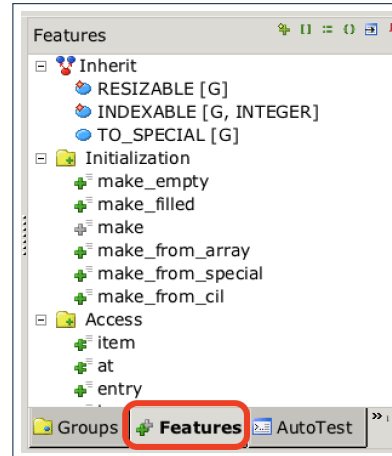 Features
Inherit
RESIZABLE [G]
INDEXABLE [G, INTEGER]
TO_SPECIAL [G]
Initialization
make_empty
make_filled
make
make_from_array
make_from_special
make_from_cil
Access
item
at
entry
Groups Features AutoTest »